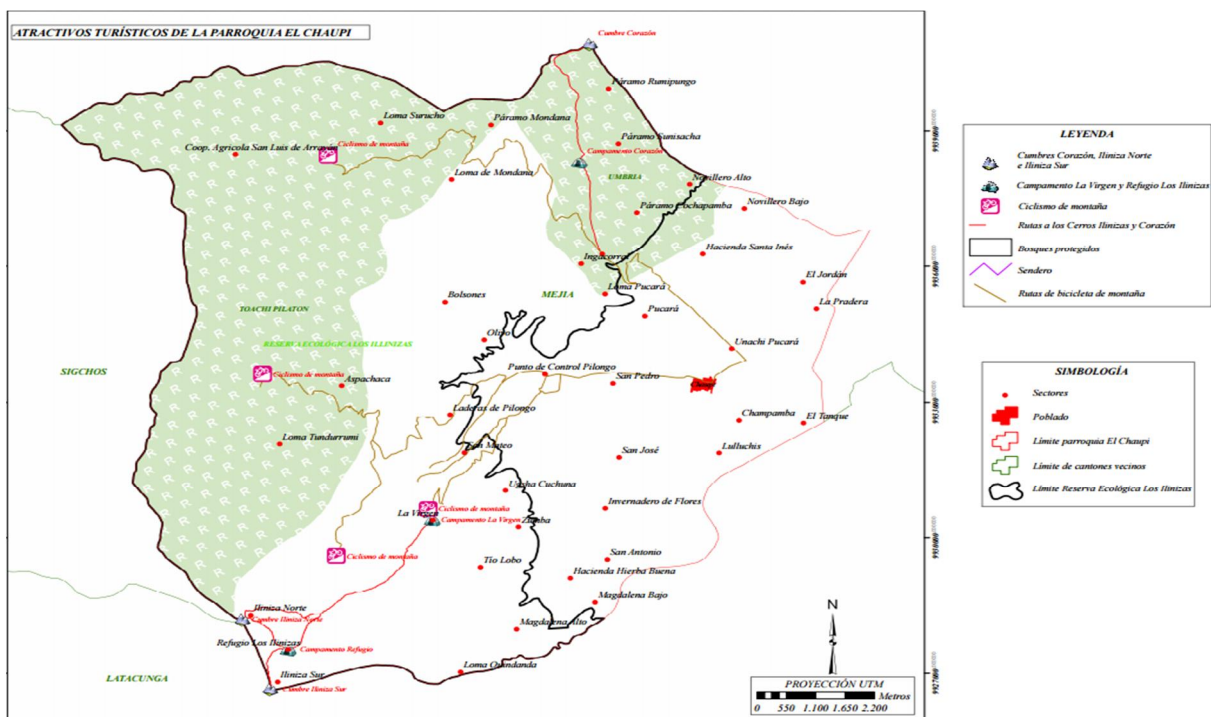 ATRACTIVOS TURÍSTICOS DE LA PARROQUIA EL CHAUPI
Cumbre Corazón
Páramo Rumipungo
Loma Surucho
Páramo Mondana
Páramo Sunisacha
Coop. Agricola San Luis de Arrayán
Ciclismo de montaña
Campamento Corazón
Loma de Mondana
UMBRIA
Novillero Alto
Novillero Bajo
Páramo Cochapamba
Ingacorral
Hacienda Santa Inés
El Jordán
Bolsones
MEJIA
Loma Pucará
La Pradera
TOACHI PILATON
Pucará
RESERVA ECOLÓGICA LOS ILLINIZAS
Olivo
Unachi Pucará
SIGCHOS
Ciclismo de montaña
Aspachaca
Punto de Control Pilongo
San Pedro
Chaupi
Laderas de Pilongo
Champamba
El Tanque
Loma Tundurrumi
San Mateo
San José
Lulluchis
Ugsha Cuchuna
Ciclismo de montaña
Invernadero de Flores
La Virgen
Campamento La Virgen
Zumba
Ciclismo de montaña
San Antonio
Tío Lobo
Hacienda Hierba Buena
Iliniza Norte
Cumbre Iliniza Norte
Magdalena Bajo
Refugio Los Ilinizas
Campamento Refugio
Magdalena Alto
LATACUNGA
Iliniza Sur
Cumbre Iliniza Sur
Loma Quindanda
N
PROYECCIÓN UTM
Metros
0 550 1.100 1.650 2.200
LEYENDA
Cumbres Corazón, Iliniza Norte
e Iliniza Sur
Campamento La Virgen y Refugio Los Ilinizas
Ciclismo de montaña
Rutas a los Cerros Ilinizas y Corazón
Bosques protegidos
Sendero
Rutas de bicicleta de montaña
SIMBOLOGÍA
Sectores
Poblado
Límite parroquia El Chaupi
Límite de cantones vecinos
Límite Reserva Ecológica Los Ilinizas